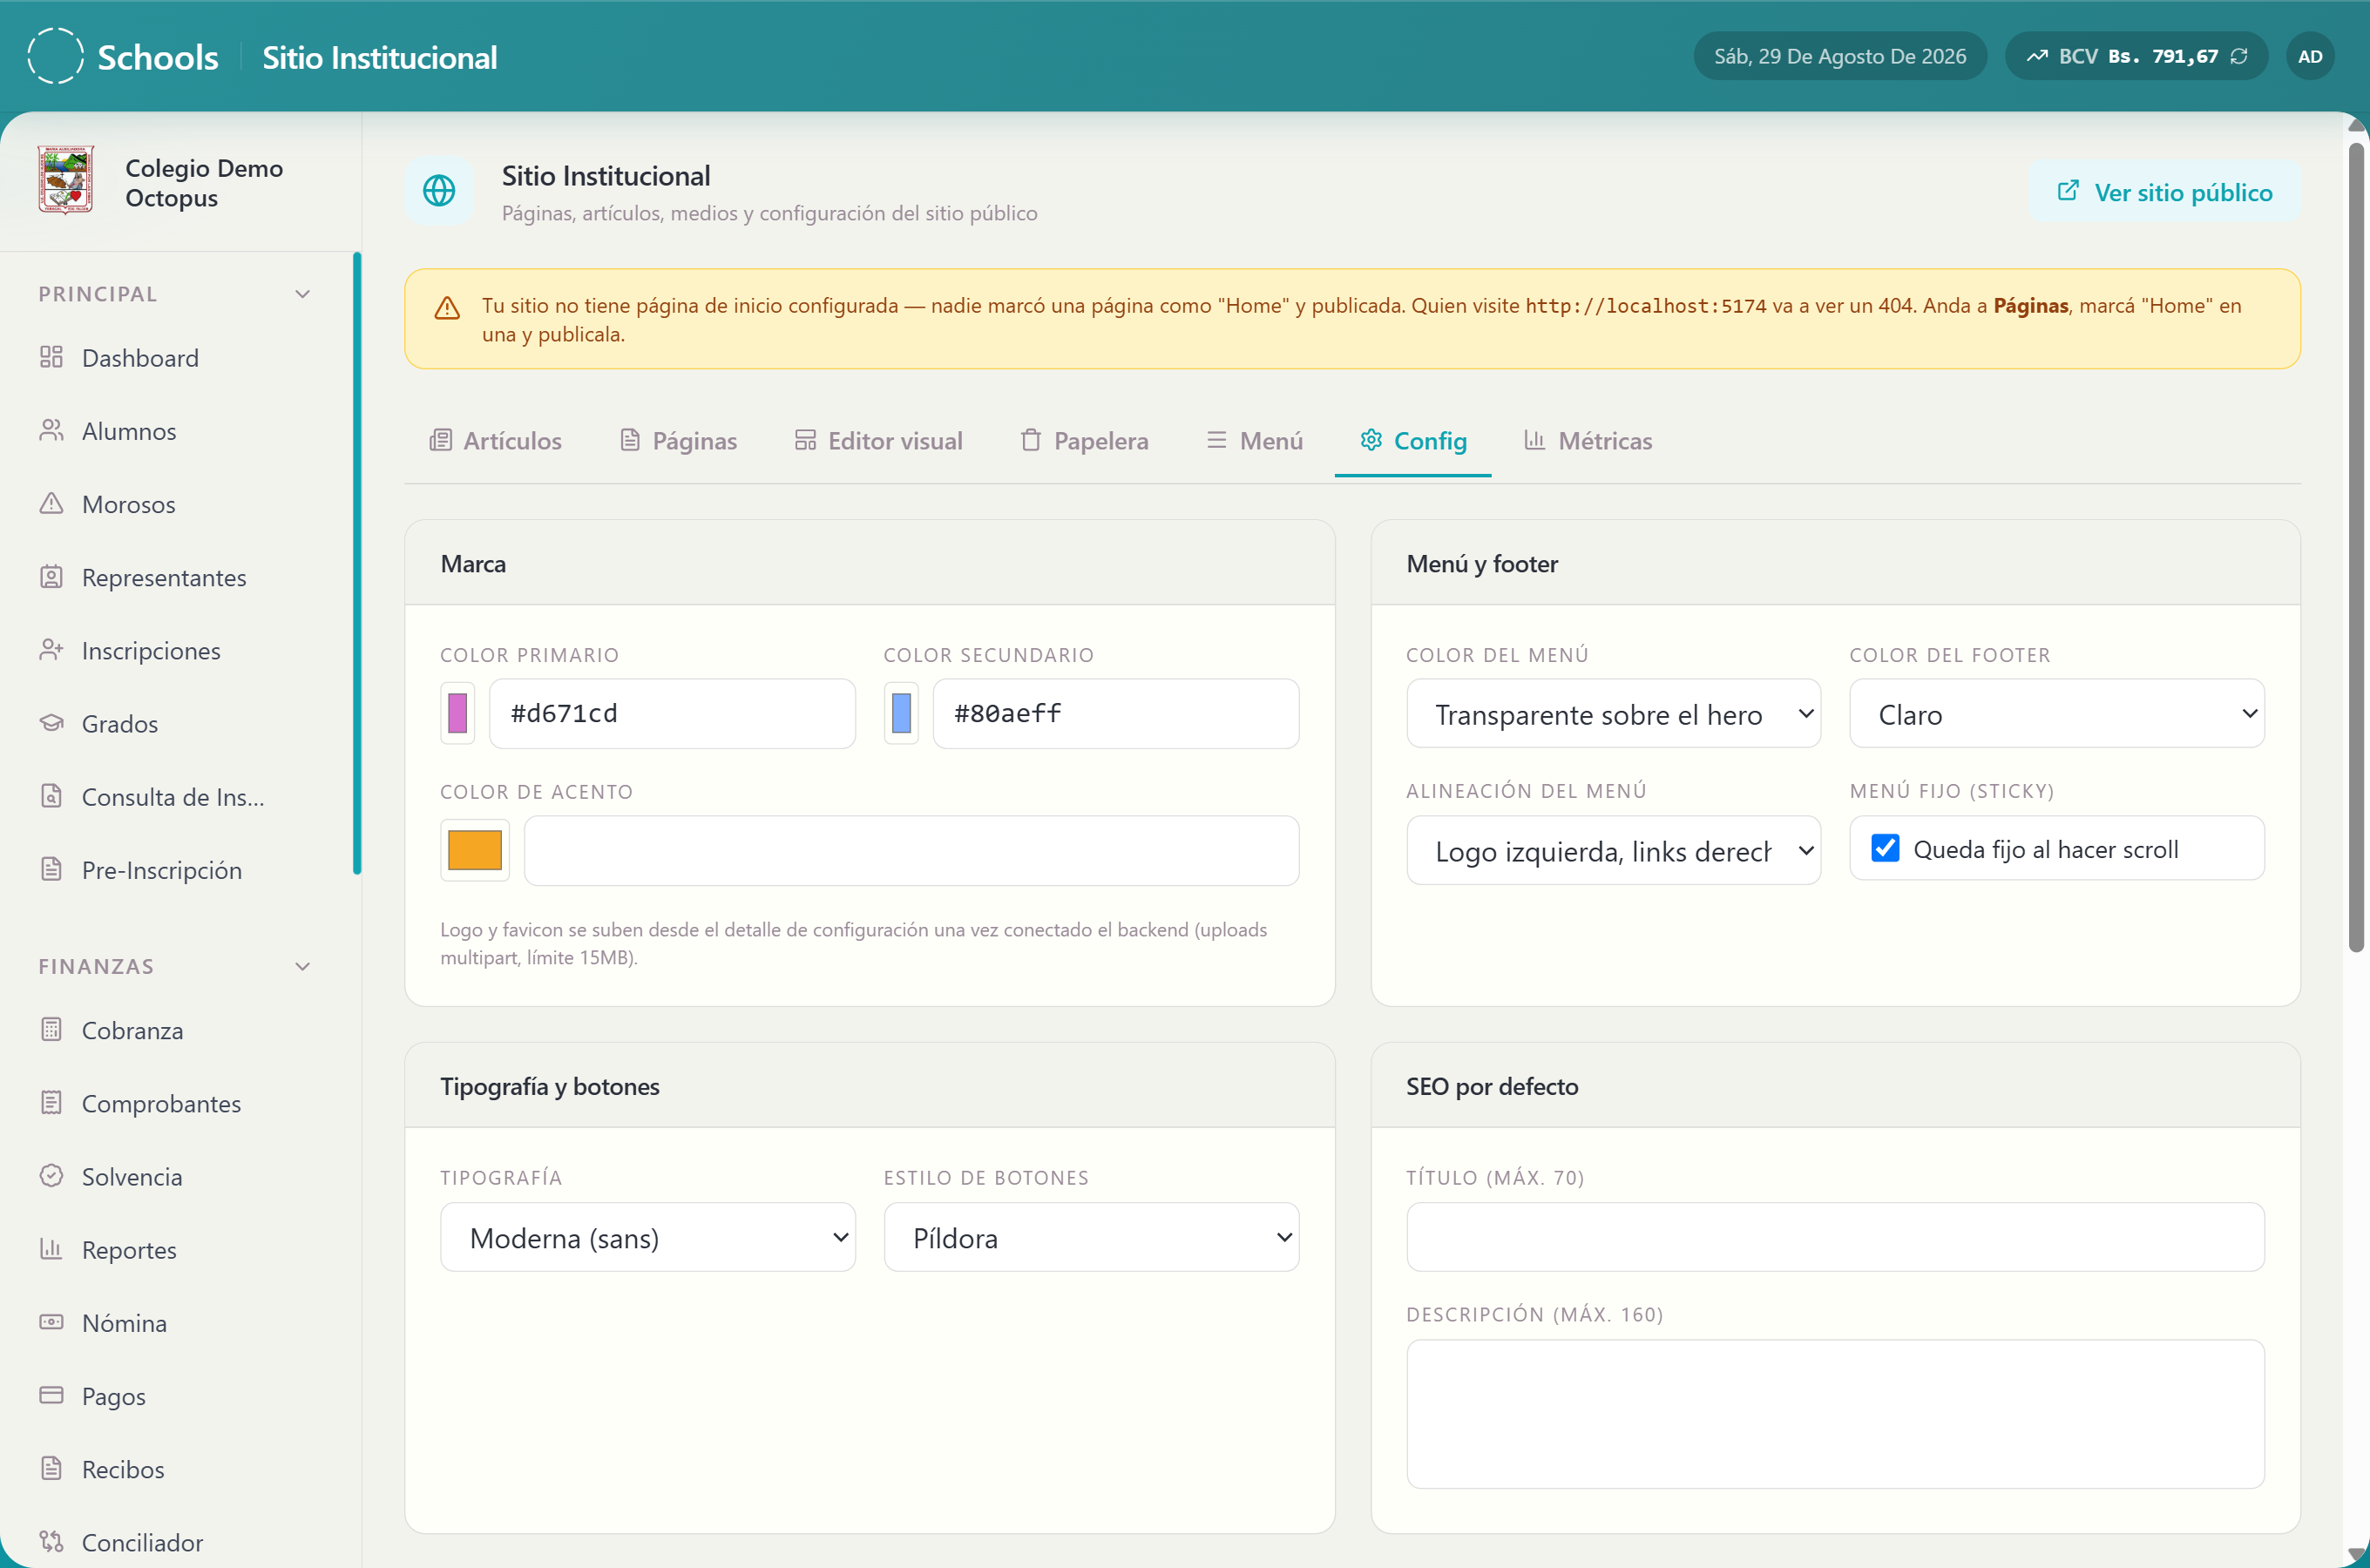 Schools
Sitio Institucional
Sáb, 29 De Agosto De 2026
BCV Bs. 791,67
AD
Colegio Demo
Octopus
PRINCIPAL
Dashboard
Alumnos
Morosos
Representantes
Inscripciones
Grados
Consulta de Ins...
Pre-Inscripción
FINANZAS
Cobranza
Comprobantes
Solvencia
Reportes
Nómina
Pagos
Recibos
Conciliador
Sitio Institucional
Páginas, artículos, medios y configuración del sitio público
Ver sitio público
Tu sitio no tiene página de inicio configurada — nadie marcó una página como "Home" y publicada. Quien visite http://localhost:5174 va a ver un 404. Anda a Páginas, marcá "Home" en
una y publicala.
Artículos
Páginas
Editor visual
Papelera
Menú
Config
Métricas
Marca
COLOR PRIMARIO
COLOR SECUNDARIO
#d671cd
#80aeff
COLOR DE ACENTO
Logo y favicon se suben desde el detalle de configuración una vez conectado el backend (uploads
multipart, límite 15MB).
Menú y footer
COLOR DEL MENÚ
COLOR DEL FOOTER
Transparente sobre el hero
Claro
ALINEACIÓN DEL MENÚ
MENÚ FIJO (STICKY)
Logo izquierda, links derech
Queda fijo al hacer scroll
Tipografía y botones
TIPOGRAFÍA
ESTILO DE BOTONES
Moderna (sans)
Píldora
SEO por defecto
TÍTULO (MÁX. 70)
DESCRIPCIÓN (MÁX. 160)